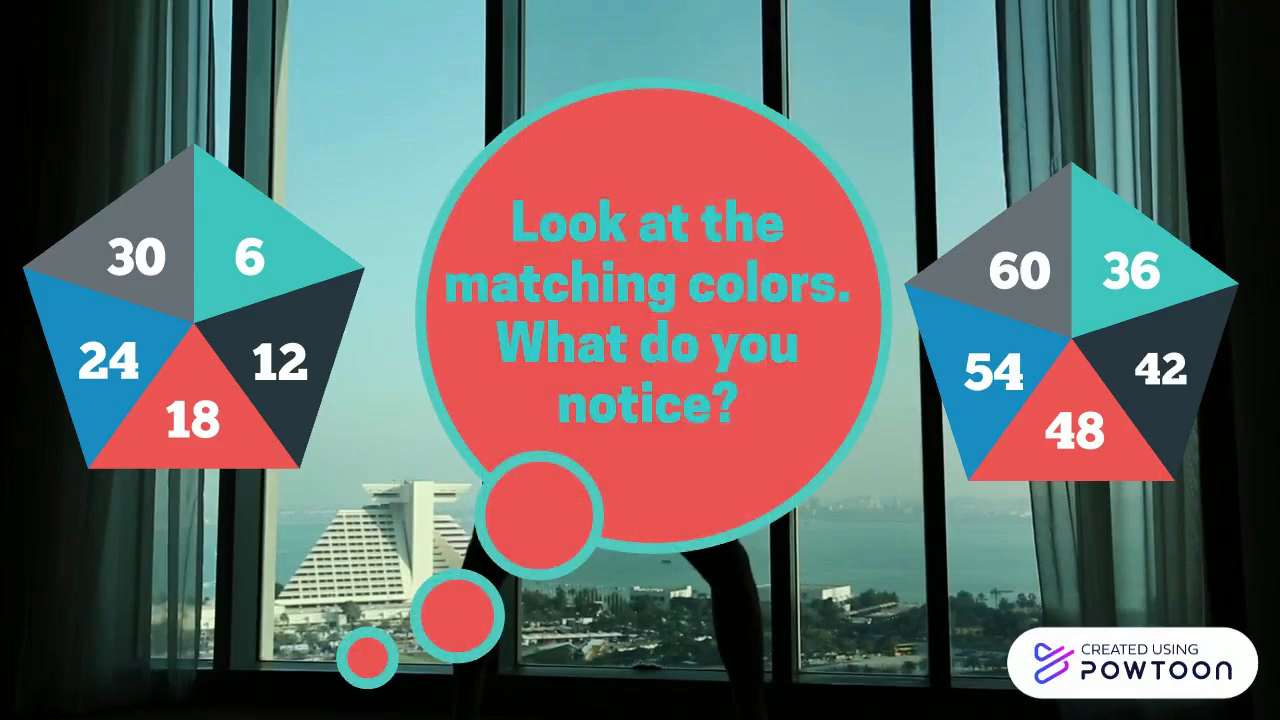 Look at the
matching colors.
What do you
notice?
30
6
24
12
18
60
36
54
42
48
CREATED USING
POWTOON